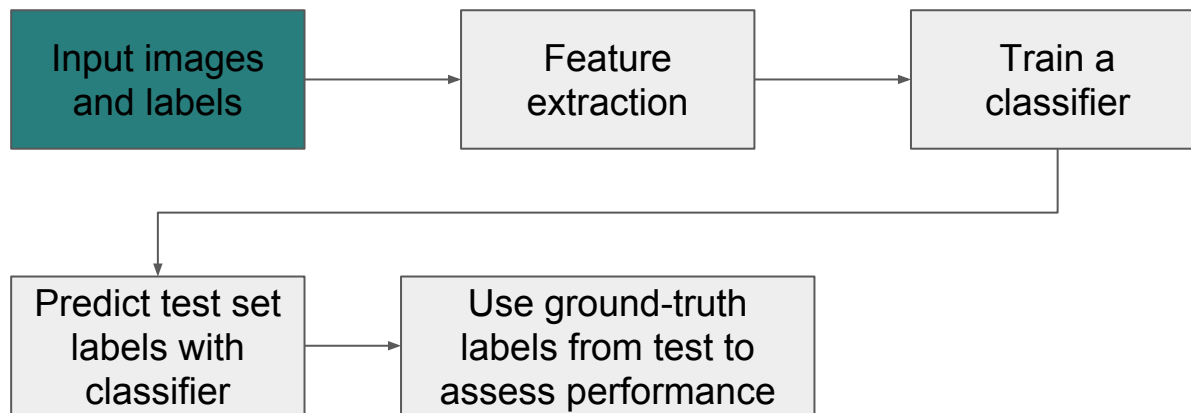 Input images
and labels
Feature
extraction
Train a
classifier
Predict test set
labels with
classifier
Use ground-truth
labels from test to
assess performance